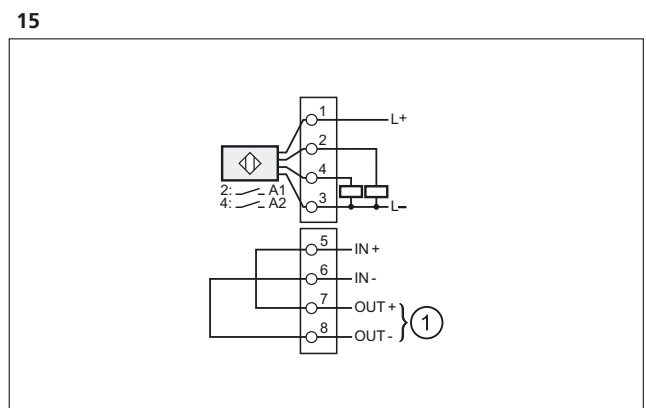 15
1
L+
2
4
2: A1
4: A2
3
L-
5 IN+
6 IN-
7 OUT+
1
8 OUT-